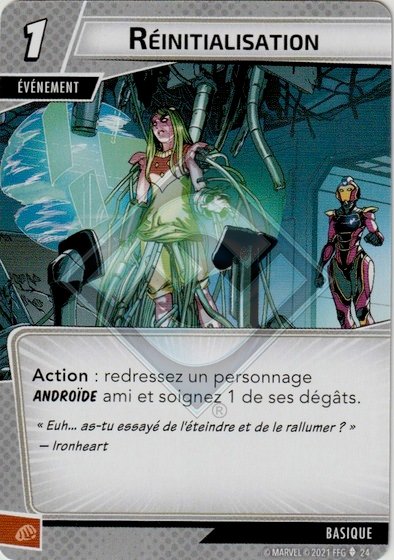 1
RÉINITIALISATION
ÉVÉNEMENT
Action : redressez un personnage
ANDROÏDE ami et soignez 1 de ses dégâts.
« Euh... as-tu essayé de l'éteindre et de le rallumer ? »
– Ironheart
®
BASIQUE
© MARVEL © 2021 FFG 24